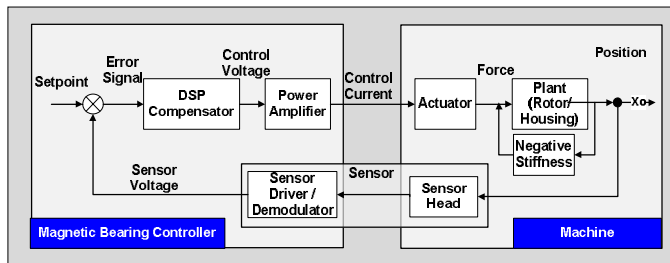 Setpoint
Error
Signal
DSP
Compensator
Control
Voltage
Power
Amplifier
Control
Current
Actuator
Force
Plant
(Rotor/
Housing)
Position
Xo
Negative
Stiffness
Sensor
Voltage
Sensor
Driver /
Demodulator
Sensor
Sensor
Head
Magnetic Bearing Controller
Machine